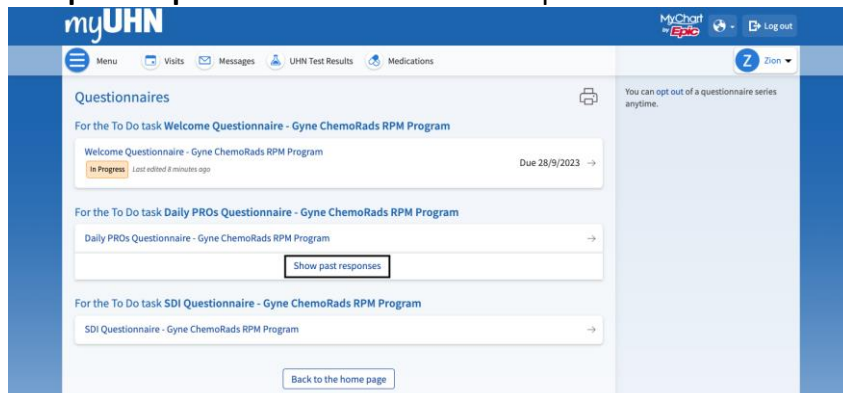 myUHN
MyChart
by Epic
Log out
Menu
Visits
Messages
UHN Test Results
Medications
Z
Zion
Questionnaires
You can opt out of a questionnaire series
anytime.
For the To Do task Welcome Questionnaire - Gyne ChemoRads RPM Program
Welcome Questionnaire - Gyne ChemoRads RPM Program
In Progress Last edited 8 minutes ago
Due 28/9/2023 →
For the To Do task Daily PROs Questionnaire - Gyne ChemoRads RPM Program
Daily PROs Questionnaire - Gyne ChemoRads RPM Program →
Show past responses
For the To Do task SDI Questionnaire - Gyne ChemoRads RPM Program
SDI Questionnaire - Gyne ChemoRads RPM Program →
Back to the home page